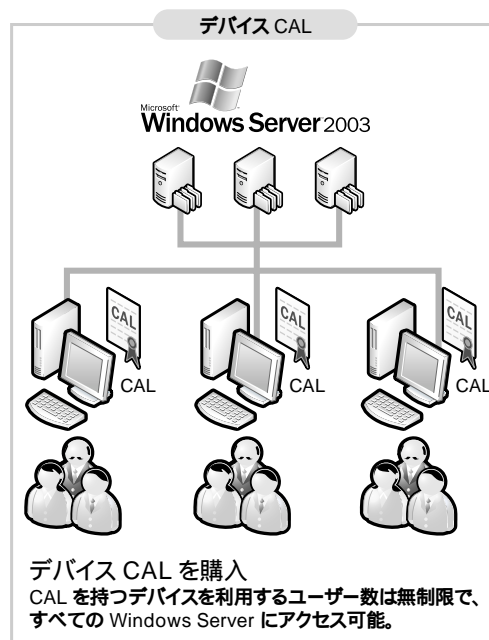 デバイス CAL
Microsoft
Windows Server 2003
CAL CAL CAL
CAL CAL CAL
デバイス CAL を購入
CAL を持つデバイスを利用するユーザー数は無制限で、
すべての Windows Server にアクセス可能。